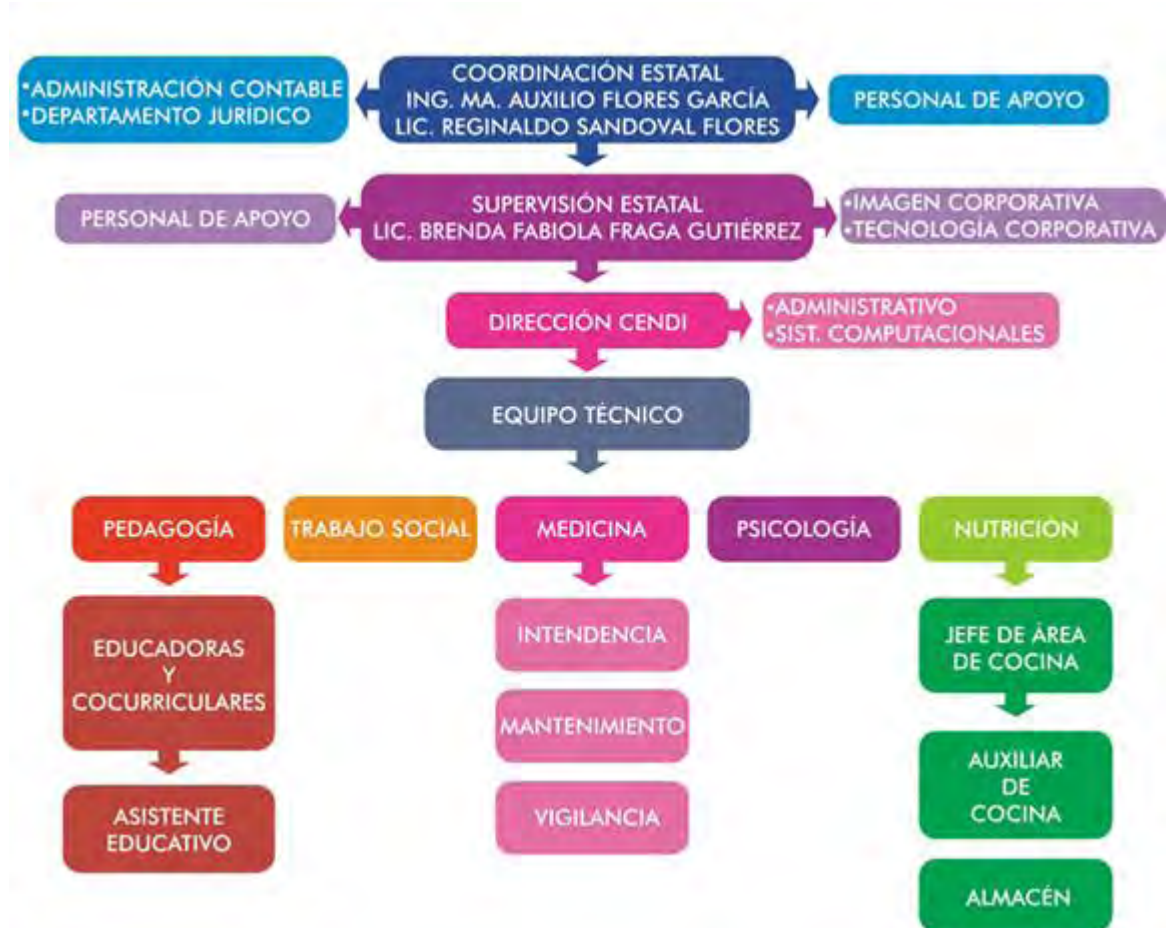 •ADMINISTRACIÓN CONTABLE
•DEPARTAMENTO JURÍDICO
COORDINACIÓN ESTATAL
ING. MA. AUXILIO FLORES GARCÍA
LIC. REGINALDO SANDOVAL FLORES
PERSONAL DE APOYO
PERSONAL DE APOYO
SUPERVISIÓN ESTATAL
LIC. BRENDA FABIOLA FRAGA GUTIÉRREZ
•IMAGEN CORPORATIVA
•TECNOLOGÍA CORPORATIVA
DIRECCIÓN CENDI
•ADMINISTRATIVO
•SIST. COMPUTACIONALES
EQUIPO TÉCNICO
PEDAGOGÍA
TRABAJO SOCIAL
MEDICINA
PSICOLOGÍA
NUTRICIÓN
EDUCADORAS
Y
COCURRICULARES
ASISTENTE
EDUCATIVO
INTENDENCIA
MANTENIMIENTO
VIGILANCIA
JEFE DE ÁREA
DE COCINA
AUXILIAR
DE
COCINA
ALMACÉN